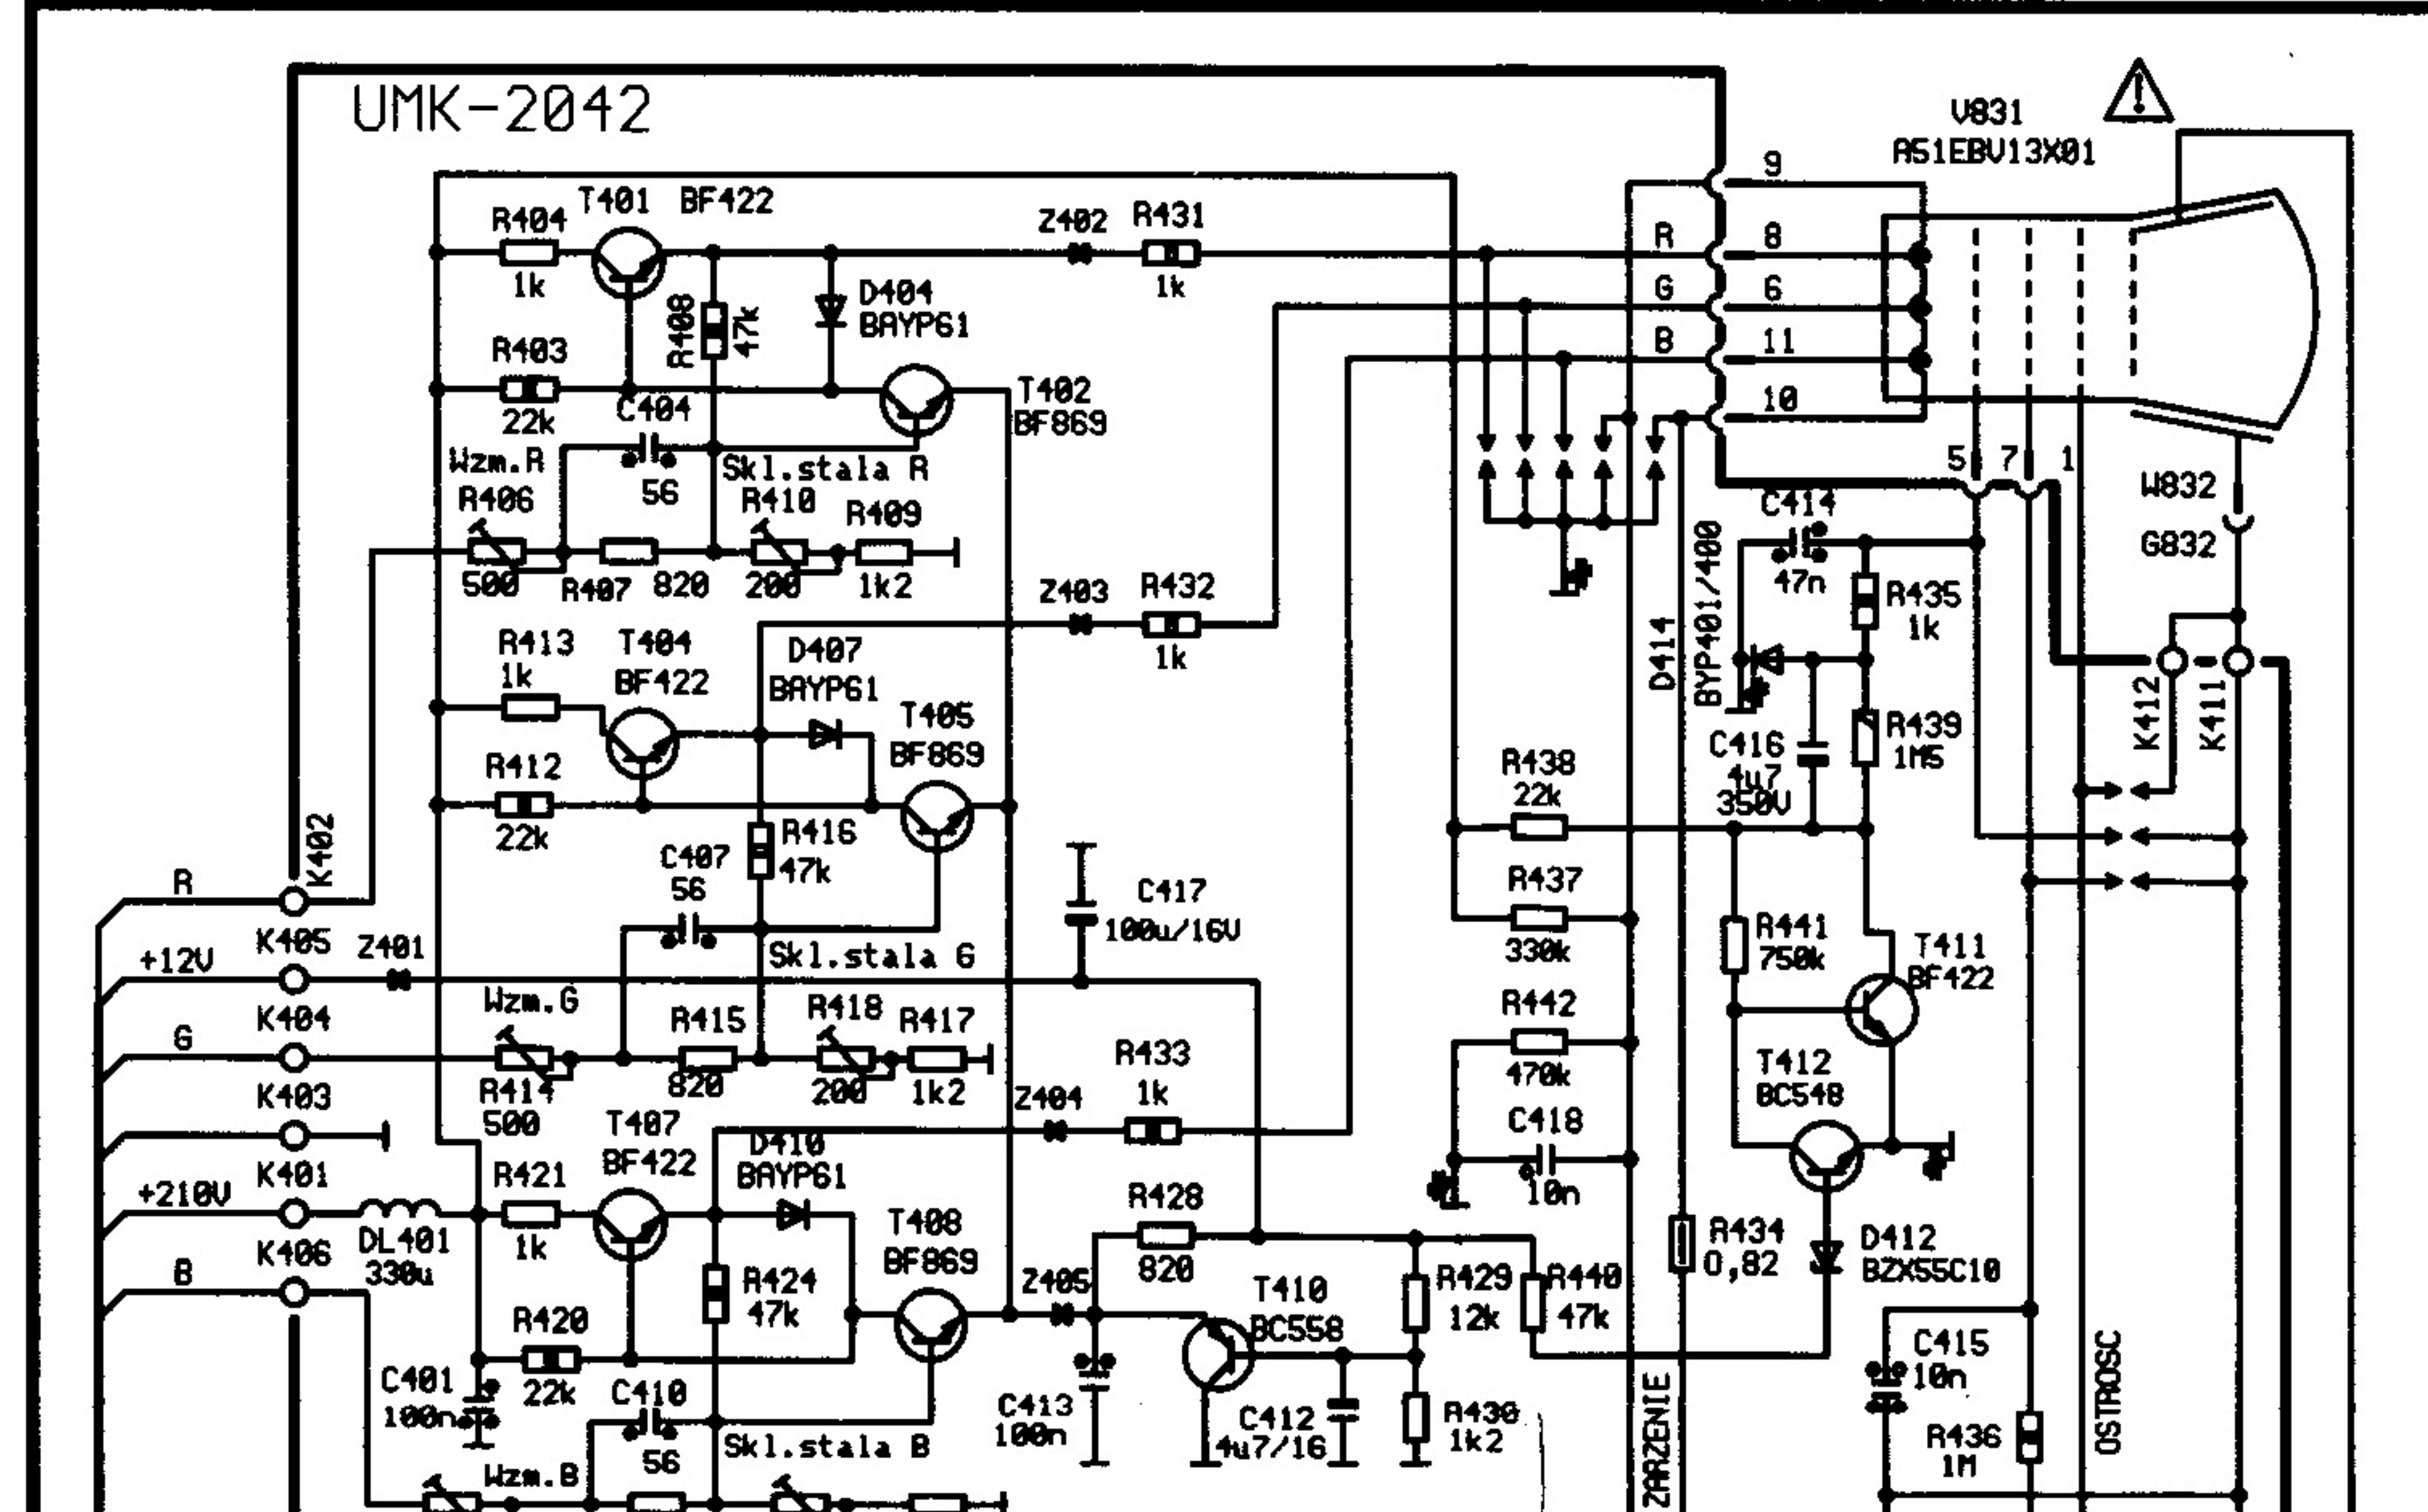 UMK-2042
V831
A51EBV13X01
9
T401 BF422
R404
1k
Z402 R431
1k
R 8
D404
BAYP61
R408
47k
G 6
R403
22k
B 11
T402
BF869
10
C404
56
Wzm.R
R406
500
Skl.stala R
R410
200
R409
1k2
R407 820
5 7 1
W832
G832
C414
47n
D414
BYP401/400
R435
1k
Z403 R432
1k
R413
1k
T404
BF422
D407
BAYP61
T405
BF869
R412
22k
R439
1M5
C416
4u7
350V
K412
K411
R438
22k
R416
47k
C407
56
K402
R
C417
100u/16V
R437
330k
R441
750k
T411
BF422
K405
+12V
Z401
Skl.stala G
Wzm.G
K404
G
R415
820
R418
200
R417
1k2
R414
500
R442
470k
R433
1k
Z404
T412
BC548
K403
T407
BF422
D410
BAYP61
C418
10n
K401
+210V
R421
1k
DL401
330u
R428
820
T408
BF869
R434
0,82
D412
BZX55C10
K406
B
R424
47k
Z405
T410
BC558
R429
12k
R440
47k
R420
22k
C401
100n
C410
56
C413
100n
C412
4u7/16
R430
1k2
C415
10n
R436
1M
Skl.stala B
Wzm.B
ZARZENIE
OSTROSC